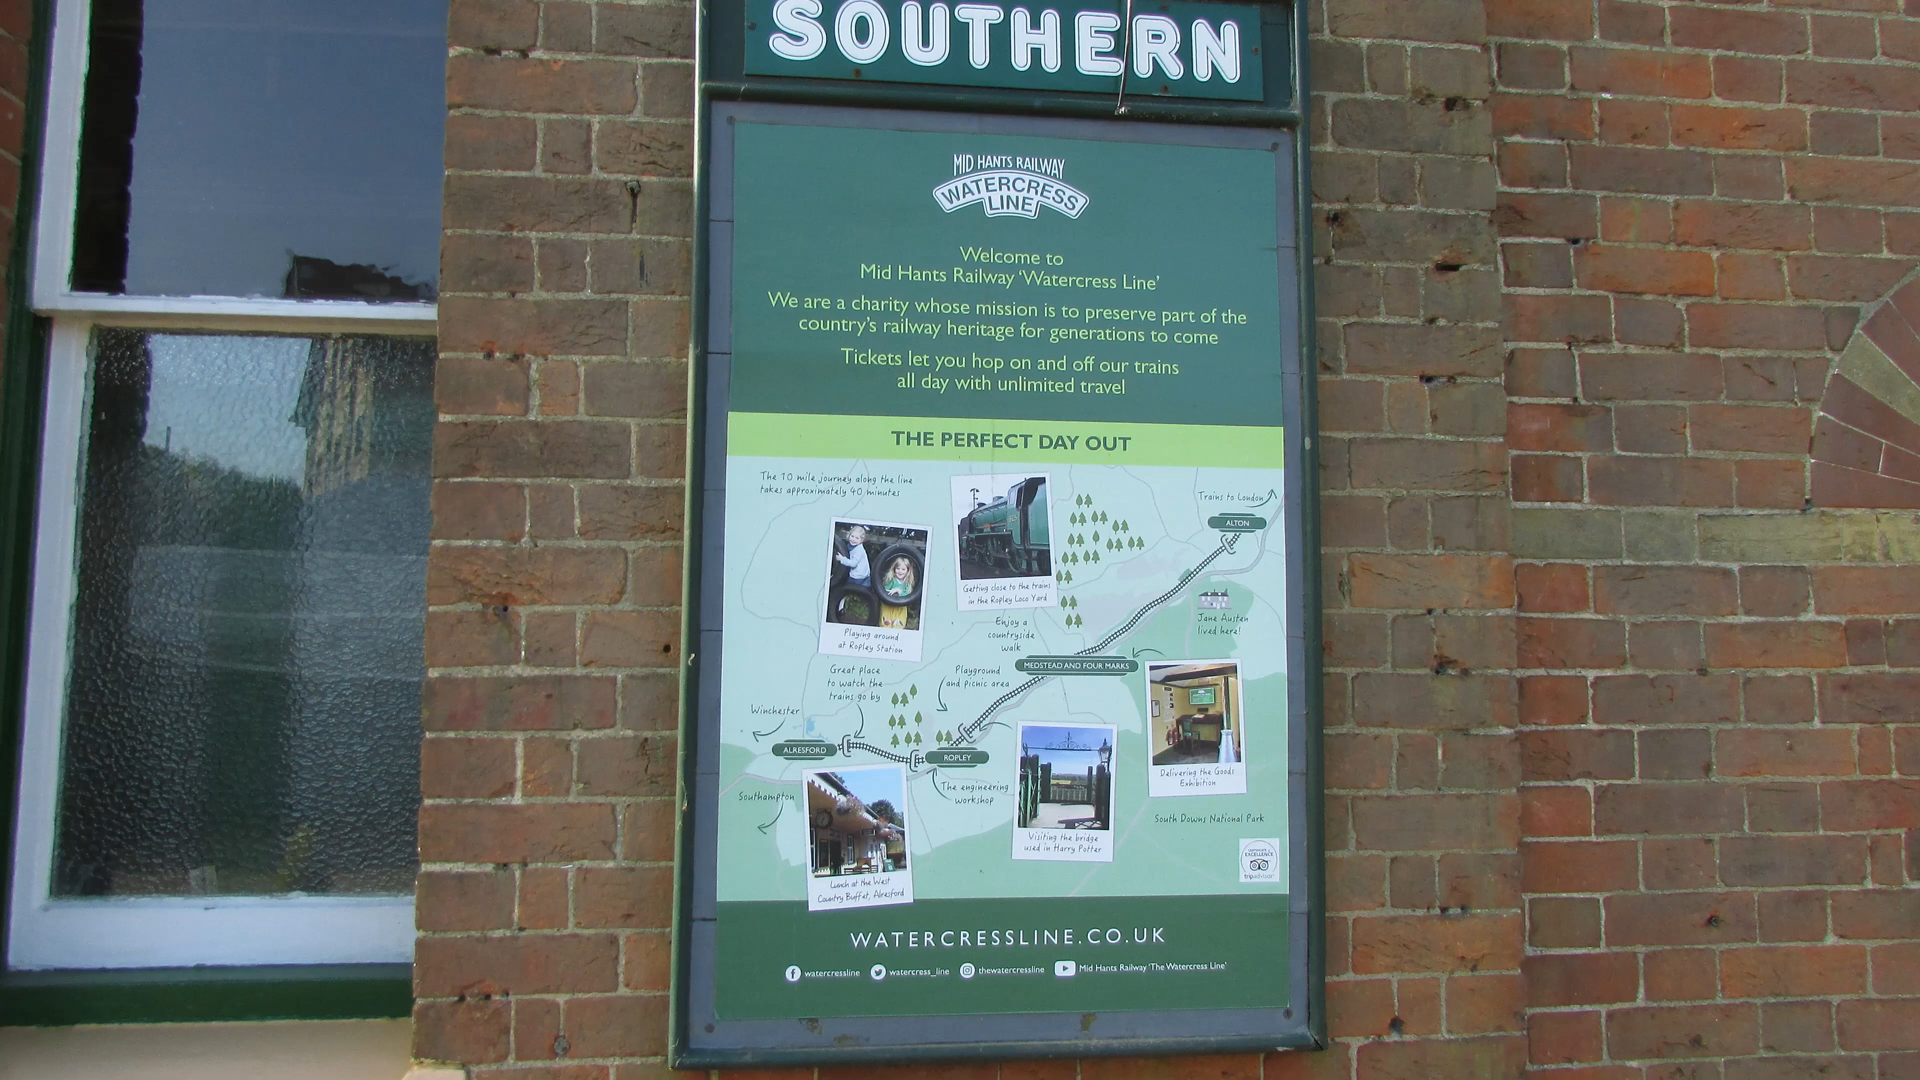 SOUTHERN
MID HANTS RAILWAY
WATERCRESS
LINE
Welcome to
Mid Hants Railway ‘Watercress Line’
We are a charity whose mission is to preserve part of the
country’s railway heritage for generations to come
Tickets let you hop on and off our trains
all day with unlimited travel
THE PERFECT DAY OUT
The 10 mile journey along the line
takes approximately 40 minutes
Trains to London
ALTON
Getting close to the trains
in the Ropley Loco Yard
Playing around
at Ropley Station
Jane Austen
lived here!
Enjoy a
countryside
walk
MEDSTEAD AND FOUR MARKS
Great place
to watch the
trains go by
Playground
and picnic area
Winchester
ALRESFORD
ROPLEY
Delivering the Goods
Exhibition
Southampton
The engineering
workshop
South Downs National Park
Visiting the bridge
used in Harry Potter
Lunch at the West
Country Buffet, Alresford
CERTIFICATE of
EXCELLENCE
tripadvisor
WATERCRESSLINE.CO.UK
watercressline watercress_line thewatercressline Mid Hants Railway ‘The Watercress Line’